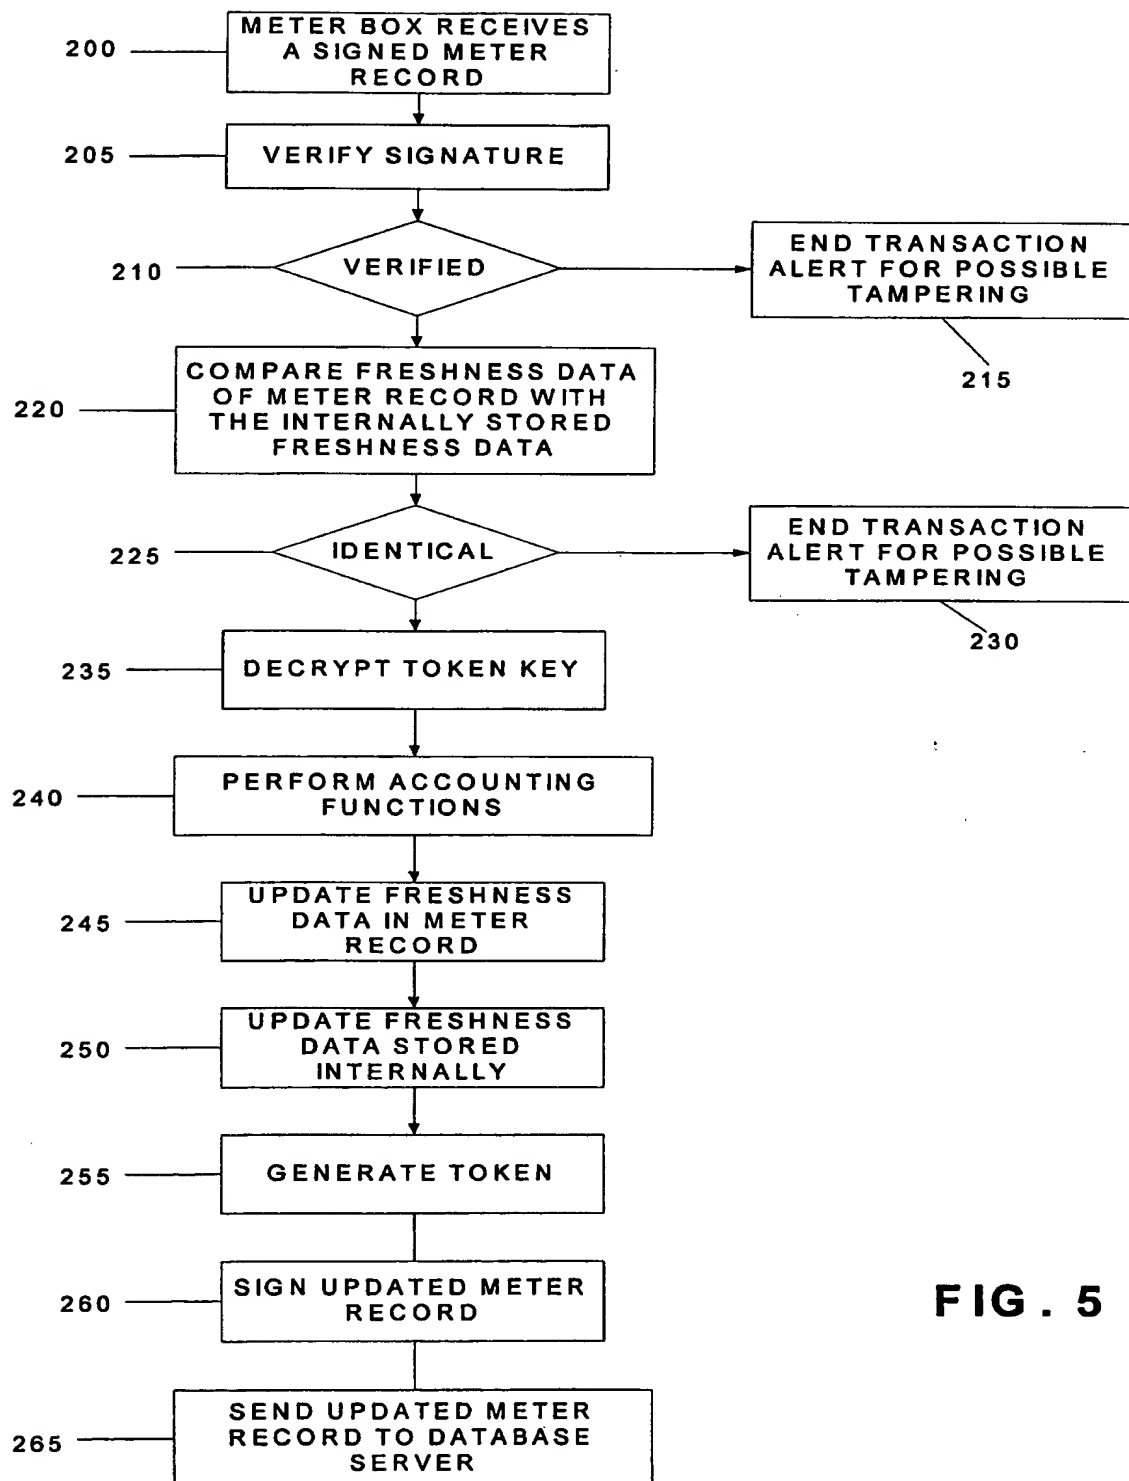 METER BOX RECEIVES
A SIGNED METER
RECORD
200
VERIFY SIGNATURE
205
VERIFIED
210
END TRANSACTION
ALERT FOR POSSIBLE
TAMPERING
215
COMPARE FRESHNESS DATA
OF METER RECORD WITH
THE INTERNALLY STORED
FRESHNESS DATA
220
IDENTICAL
225
END TRANSACTION
ALERT FOR POSSIBLE
TAMPERING
230
DECRYPT TOKEN KEY
235
PERFORM ACCOUNTING
FUNCTIONS
240
UPDATE FRESHNESS
DATA IN METER
RECORD
245
UPDATE FRESHNESS
DATA STORED
INTERNALLY
250
GENERATE TOKEN
255
SIGN UPDATED METER
RECORD
260
SEND UPDATED METER
RECORD TO DATABASE
SERVER
265
FIG. 5